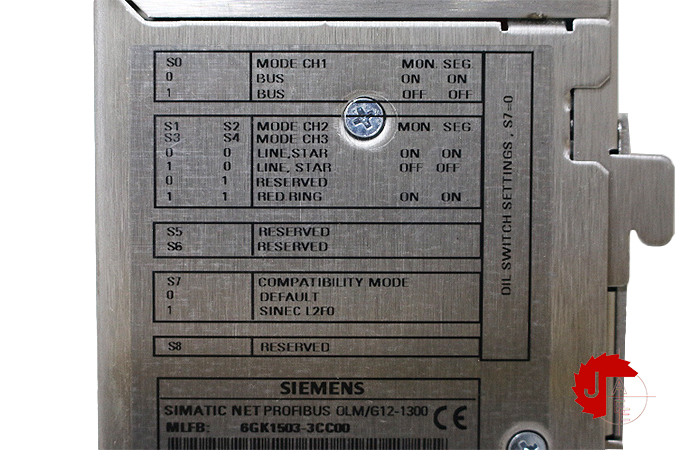 S0 MODE CH1 MON. SEG
0 BUS ON ON
1 BUS OFF OFF
S1 S2 MODE CH2 MON. SEG
S3 S4 MODE CH3
0 0 LINE,STAR ON ON
1 0 LINE, STAR OFF OFF
0 1 RESERVED
1 1 RED.RING ON ON
S5 RESERVED
S6 RESERVED
S7 COMPATIBILITY MODE
0 DEFAULT
1 SINEC L2FO
S8 RESERVED
DIL SWITCH SETTINGS , S7=0
SIEMENS
SIMATIC NET PROFIBUS OLM/G12-1300 CE
MLFB: 6GK1503-3CC00
J